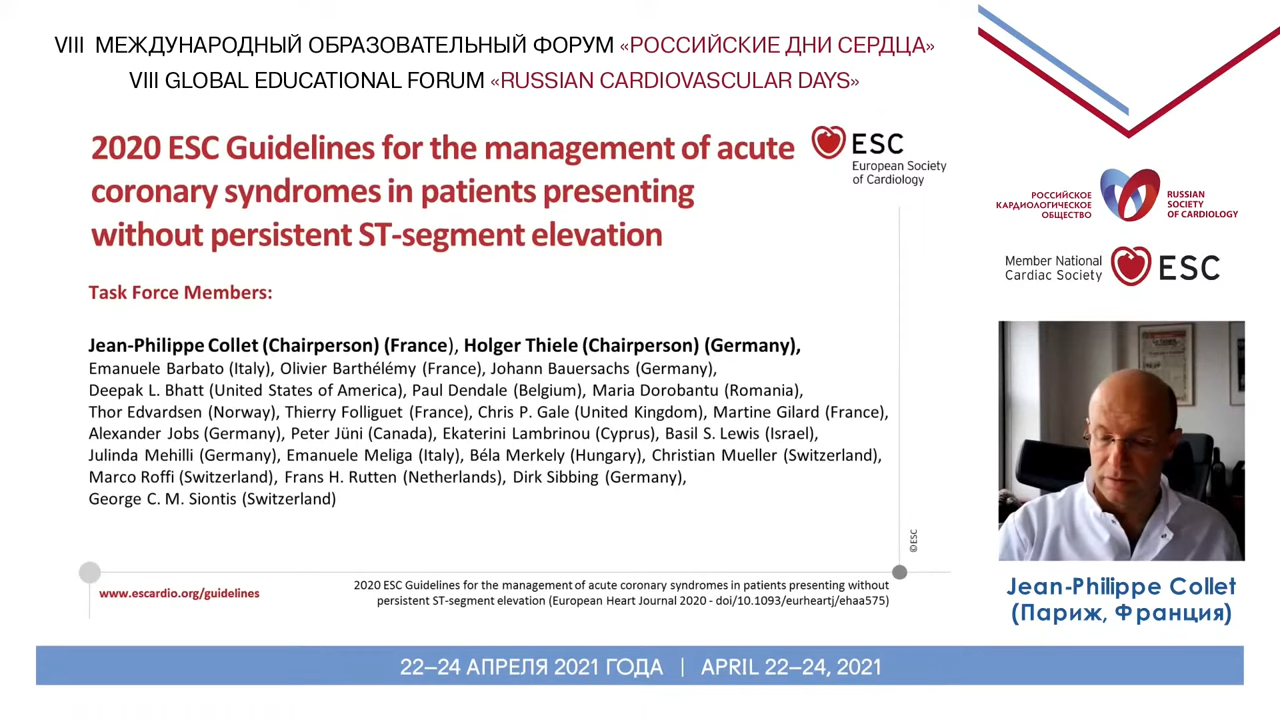 VIII МЕЖДУНАРОДНЫЙ ОБРАЗОВАТЕЛЬНЫЙ ФОРУМ «РОССИЙСКИЕ ДНИ СЕРДЦА»
VIII GLOBAL EDUCATIONAL FORUM «RUSSIAN CARDIOVASCULAR DAYS»
2020 ESC Guidelines for the management of acute
coronary syndromes in patients presenting
without persistent ST-segment elevation
ESC
European Society
of Cardiology
Task Force Members:
Jean-Philippe Collet (Chairperson) (France), Holger Thiele (Chairperson) (Germany),
Emanuele Barbato (Italy), Olivier Barthélémy (France), Johann Bauersachs (Germany),
Deepak L. Bhatt (United States of America), Paul Dendale (Belgium), Maria Dorobantu (Romania),
Thor Edvardsen (Norway), Thierry Folliguet (France), Chris P. Gale (United Kingdom), Martine Gilard (France),
Alexander Jobs (Germany), Peter Jüni (Canada), Ekaterini Lambrinou (Cyprus), Basil S. Lewis (Israel),
Julinda Mehilli (Germany), Emanuele Meliga (Italy), Béla Merkely (Hungary), Christian Mueller (Switzerland),
Marco Roffi (Switzerland), Frans H. Rutten (Netherlands), Dirk Sibbing (Germany),
George C. M. Siontis (Switzerland)
©ESC
www.escardio.org/guidelines
2020 ESC Guidelines for the management of acute coronary syndromes in patients presenting without
persistent ST-segment elevation (European Heart Journal 2020 - doi/10.1093/eurheartj/ehaa575)
РОССИЙСКОЕ
КАРДИОЛОГИЧЕСКОЕ
ОБЩЕСТВО
RUSSIAN
SOCIETY
OF CARDIOLOGY
Member National
Cardiac Society
ESC
Jean-Philippe Collet
(Париж, Франция)
22–24 АПРЕЛЯ 2021 ГОДА | APRIL 22–24, 2021